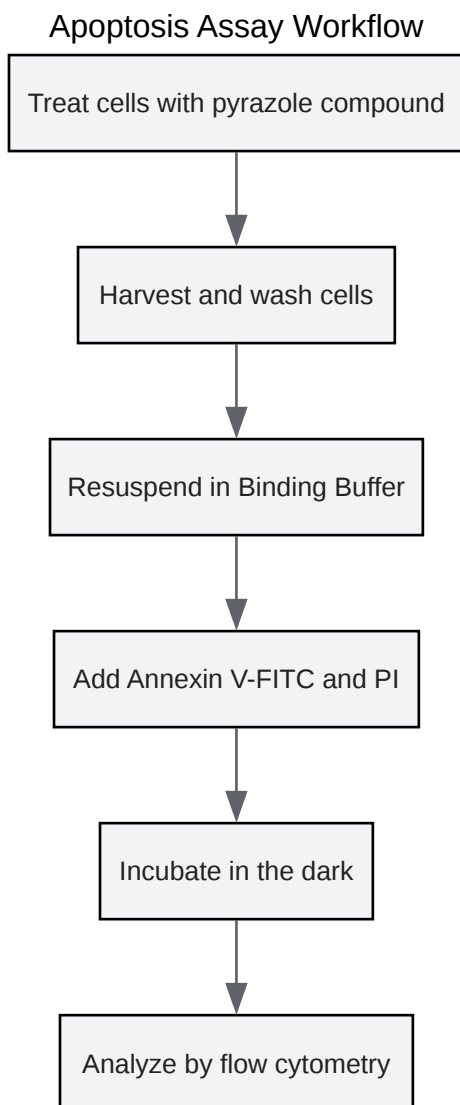 Apoptosis Assay Workflow
Treat cells with pyrazole compound
Harvest and wash cells
Resuspend in Binding Buffer
Add Annexin V-FITC and PI
Incubate in the dark
Analyze by flow cytometry